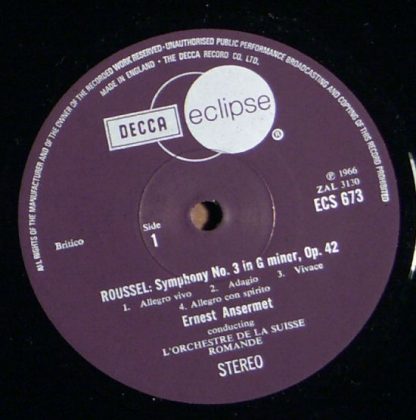 ALL RIGHTS OF THE MANUFACTURER AND OF THE OWNER OF THE RECORDED WORK RESERVED · UNAUTHORISED PUBLIC PERFORMANCE BROADCASTING AND COPYING OF THIS RECORD PROHIBITED
MADE IN ENGLAND · THE DECCA RECORD CO. LTD.
DECCA
eclipse
®
℗ 1966
ZAL 3130
ECS 673
Side
1
Britico
ROUSSEL: Symphony No. 3 in G minor, Op. 42
1. Allegro vivo 2. Adagio 3. Vivace
4. Allegro con spirito
Ernest Ansermet
conducting
L'ORCHESTRE DE LA SUISSE
ROMANDE
STEREO